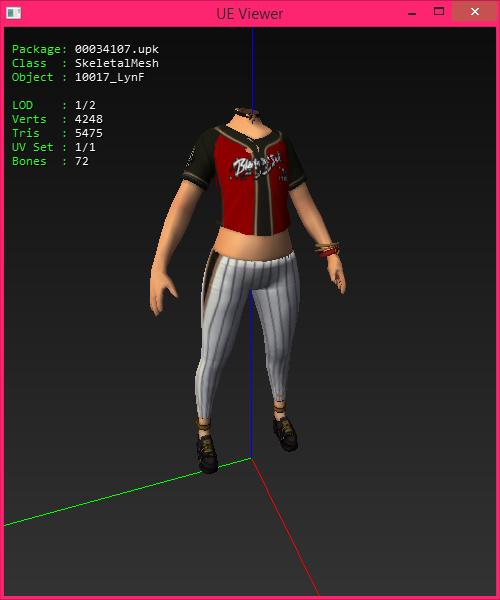 UE Viewer
Package: 00034107.upk
Class : SkeletalMesh
Object : 10017_LynF
LOD : 1/2
Verts : 4248
Tris : 5475
UV Set : 1/1
Bones : 72